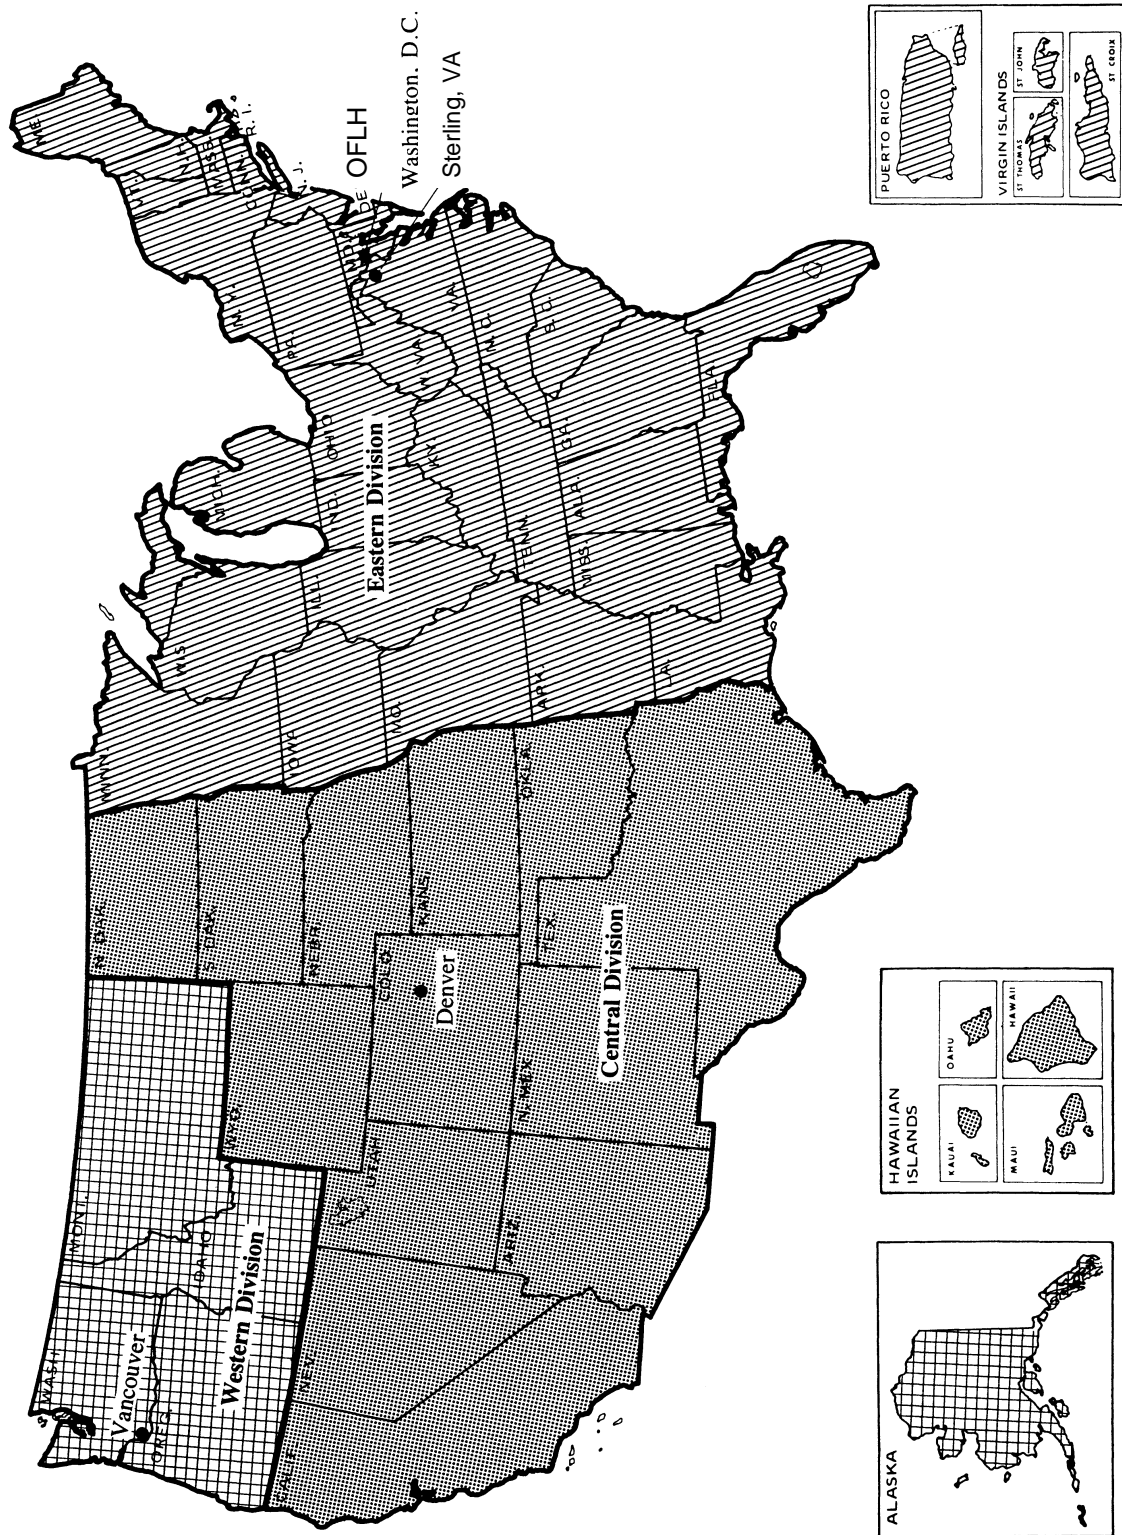 WASH.
MONT.
N. DAK.
MINN.
Vancouver
OREG.
IDAHO
Western Division
S. DAK.
WIS.
MICH.
N. Y.
VT.
N.H.
ME.
MASS.
CONN.
R. I.
WYO.
NEBR.
IOWA
ILL.
IND.
OHIO
PA.
N. J.
MD.
DE
OFLH
Washington. D.C.
Sterling, VA
Eastern Division
CALIF.
NEV.
UTAH
COLO.
Denver
KANS.
MO.
KY.
W. VA.
VA.
ARIZ.
N. MEX.
TEX.
OKLA.
ARK.
TENN.
N. C.
S. C.
Central Division
LA.
MISS.
ALA.
GA.
FLA.
ALASKA
HAWAIIAN
ISLANDS
KAUAI
OAHU
MAUI
HAWAII
PUERTO RICO
VIRGIN ISLANDS
ST THOMAS
ST JOHN
ST CROIX